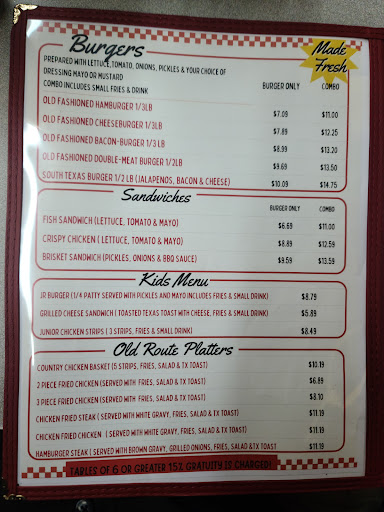 Burgers
Made Fresh
PREPARED WITH LETTUCE, TOMATO, ONIONS, PICKLES & YOUR CHOICE OF
DRESSING MAYO OR MUSTARD
COMBO INCLUDES SMALL FRIES & DRINK BURGER ONLY COMBO
OLD FASHIONED HAMBURGER 1/3LB $7.09 $11.00
OLD FASHIONED CHEESEBURGER 1/3LB $7.89 $12.25
OLD FASHIONED BACON-BURGER 1/3LB $8.99 $13.20
OLD FASHIONED DOUBLE-MEAT BURGER 1/2LB $9.69 $13.50
SOUTH TEXAS BURGER 1/2 LB (JALAPENOS, BACON & CHEESE) $10.09 $14.75
Sandwiches
BURGER ONLY COMBO
FISH SANDWICH (LETTUCE, TOMATO & MAYO) $6.69 $11.00
CRISPY CHICKEN ( LETTUCE, TOMATO & MAYO) $8.89 $12.59
BRISKET SANDWICH (PICKLES, ONIONS & BBQ SAUCE) $9.59 $13.59
Kids Menu
JR BURGER (1/4 PATTY SERVED WITH PICKLES AND MAYO INCLUDES FRIES & SMALL DRINK) $8.79
GRILLED CHEESE SANDWICH ( TOASTED TEXAS TOAST WITH CHEESE, FRIES & SMALL DRINK) $5.89
JUNIOR CHICKEN STRIPS ( 3 STRIPS, FRIES & SMALL DRINK) $8.49
Old Route Platters
COUNTRY CHICKEN BASKET (5 STRIPS, FRIES, SALAD & TX TOAST) $10.19
2 PIECE FRIED CHICKEN (SERVED WITH FRIES, SALAD & TX TOAST) $6.89
3 PIECE FRIED CHICKEN (SERVED WITH FRIES, SALAD & TX TOAST) $8.10
CHICKEN FRIED STEAK ( SERVED WITH WHITE GRAVY, FRIES, SALAD & TX TOAST) $11.19
CHICKEN FRIED CHICKEN ( SERVED WITH WHITE GRAVY, FRIES, SALAD & TX TOAST) $11.19
HAMBURGER STEAK ( SERVED WITH BROWN GRAVY, GRILLED ONIONS, FRIES, SALAD &TX TOAST $11.19
TABLES OF 6 OR GREATER 15% GRATUITY IS CHARGED!